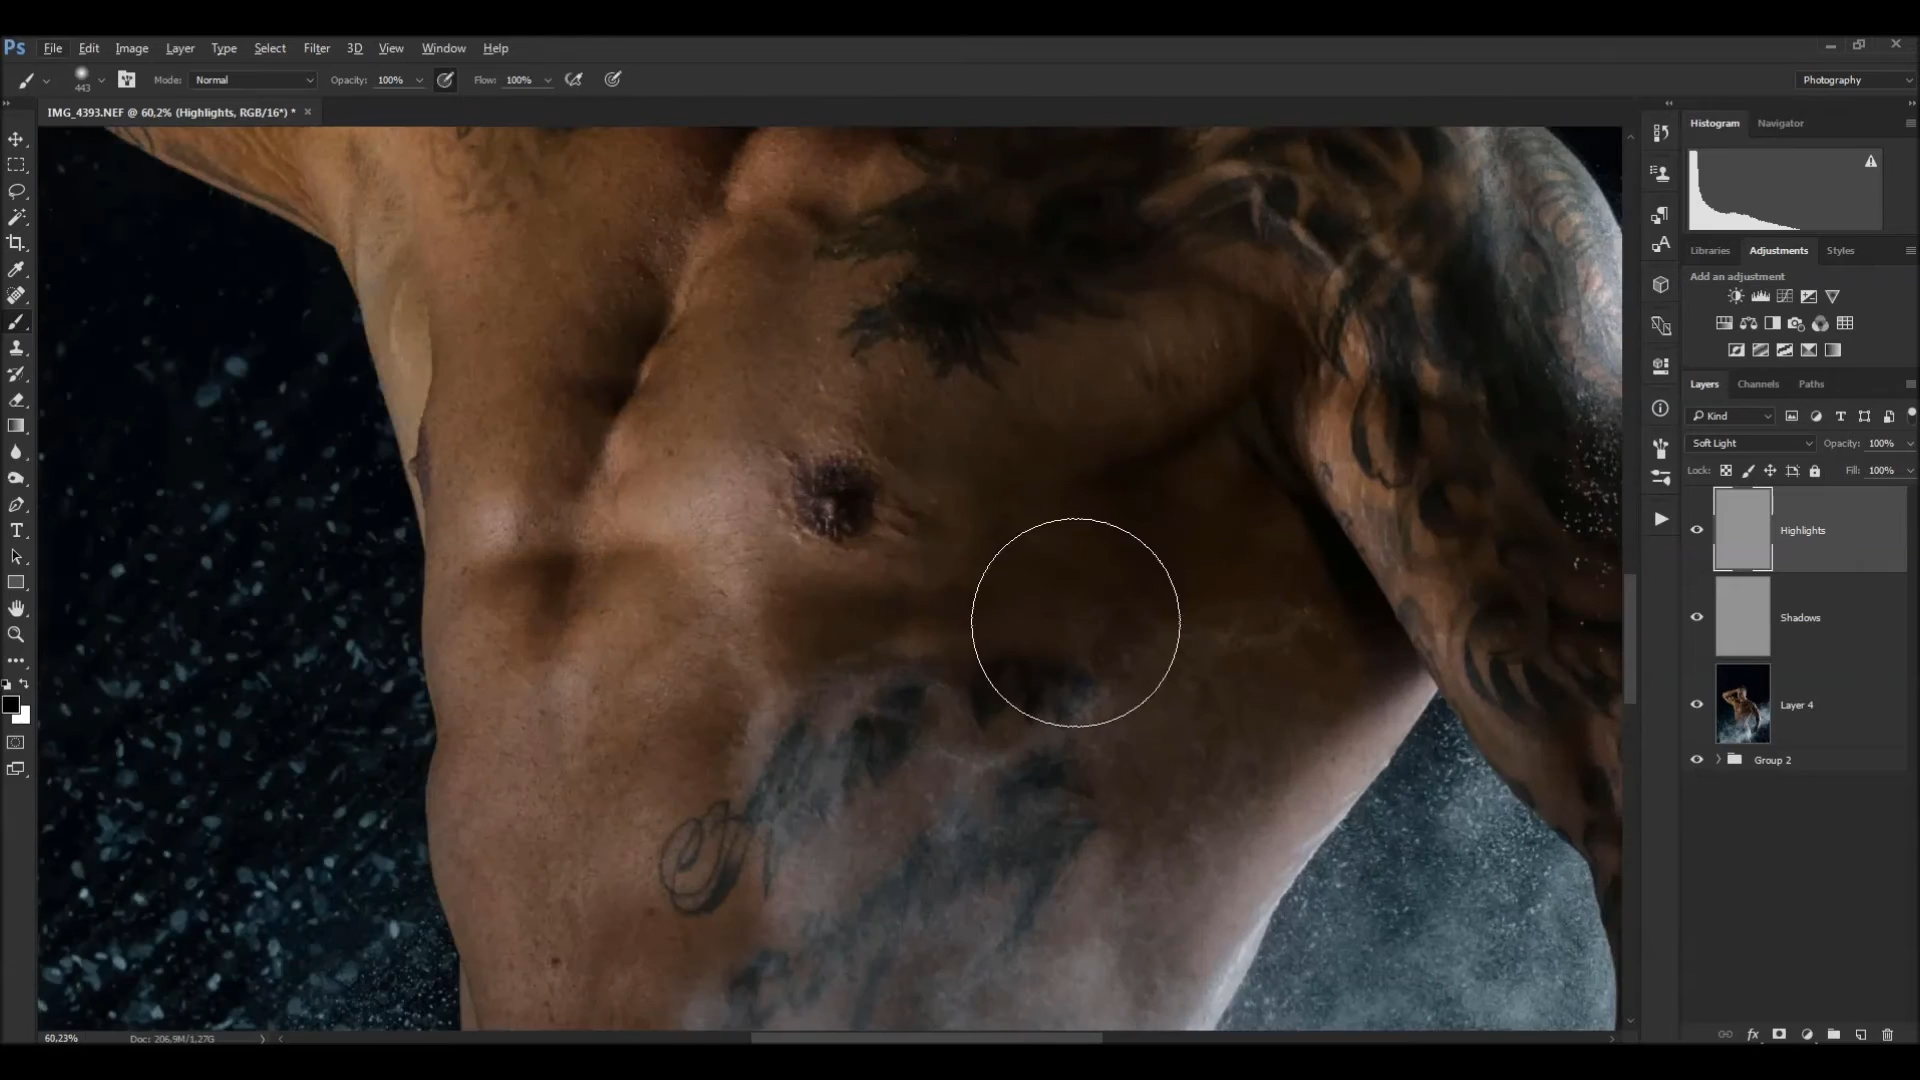 Ps File Edit Image Layer Type Select Filter 3D View Window Help
443 Mode: Normal Opacity: 100% Flow: 100% Photography
IMG_4393.NEF @ 60,2% (Highlights, RGB/16*) * ×
Histogram Navigator
Libraries Adjustments Styles
Add an adjustment
Layers Channels Paths
Kind
Soft Light Opacity: 100%
Lock: Fill: 100%
Highlights
Shadows
Layer 4
Group 2
60,23% Doc: 206,9M/1,27G
fx